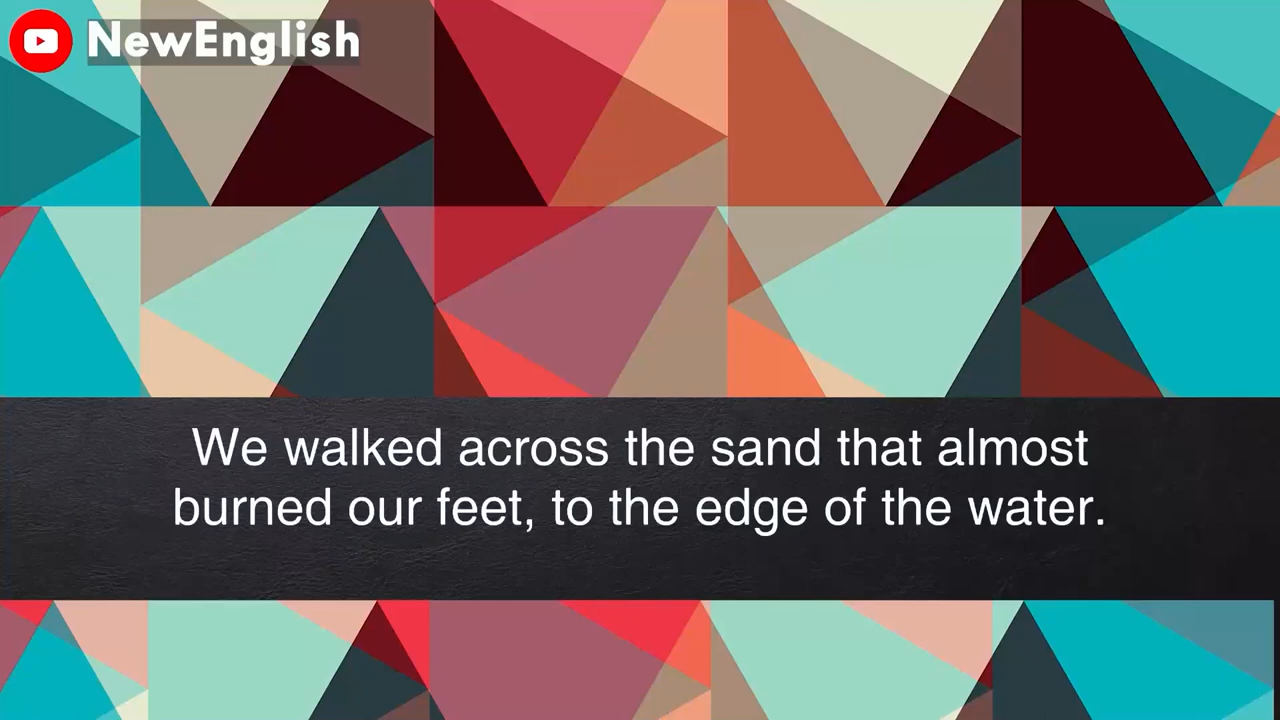 NewEnglish
We walked across the sand that almost
burned our feet, to the edge of the water.